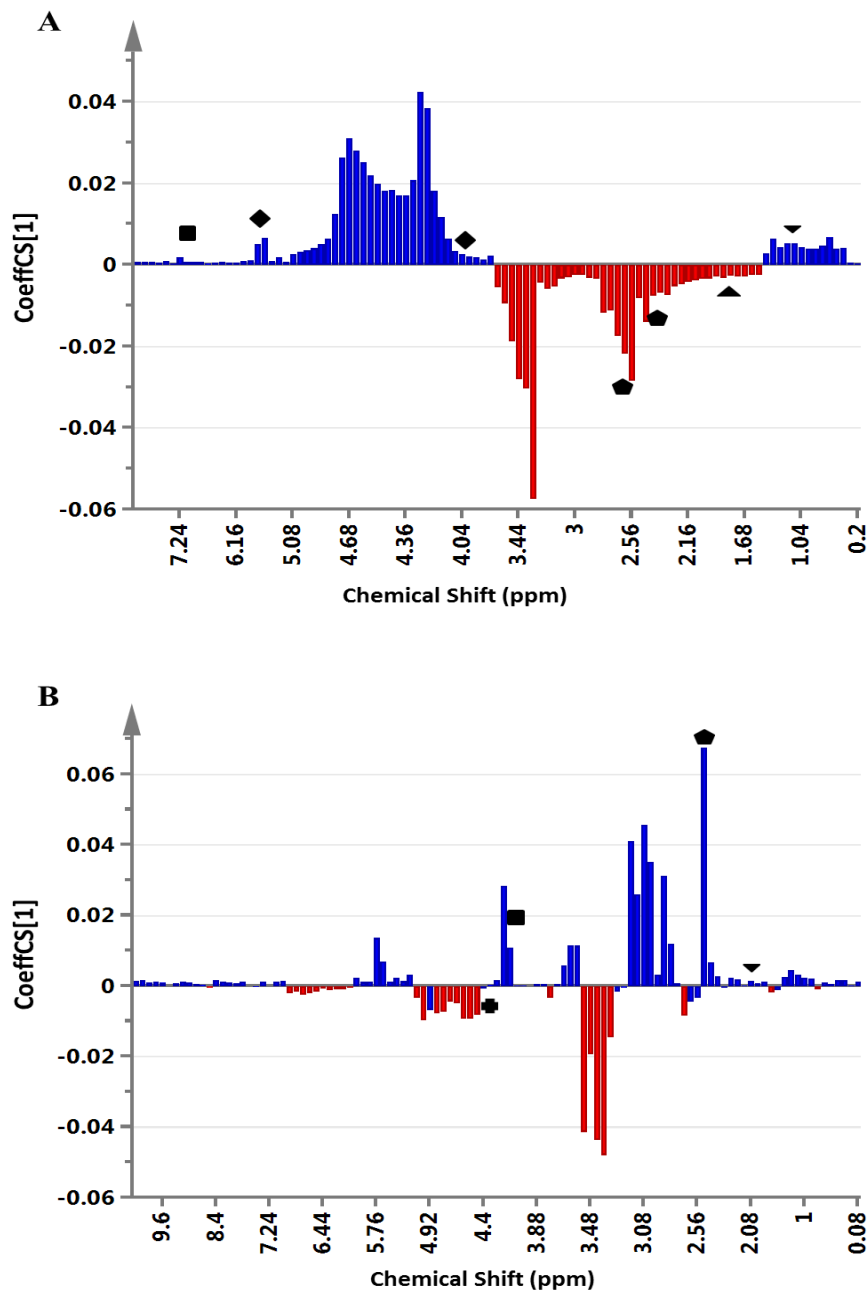 A
0.04
0.02
0
-0.02
-0.04
-0.06
CoeffCS[1]
7.24 6.16 5.08 4.68 4.36 4.04 3.44 3 2.56 2.16 1.68 1.04 0.2
Chemical Shift (ppm)
B
0.06
0.04
0.02
0
-0.02
-0.04
-0.06
CoeffCS[1]
9.6 8.4 7.24 6.44 5.76 4.92 4.4 3.88 3.48 3.08 2.56 2.08 1 0.08
Chemical Shift (ppm)